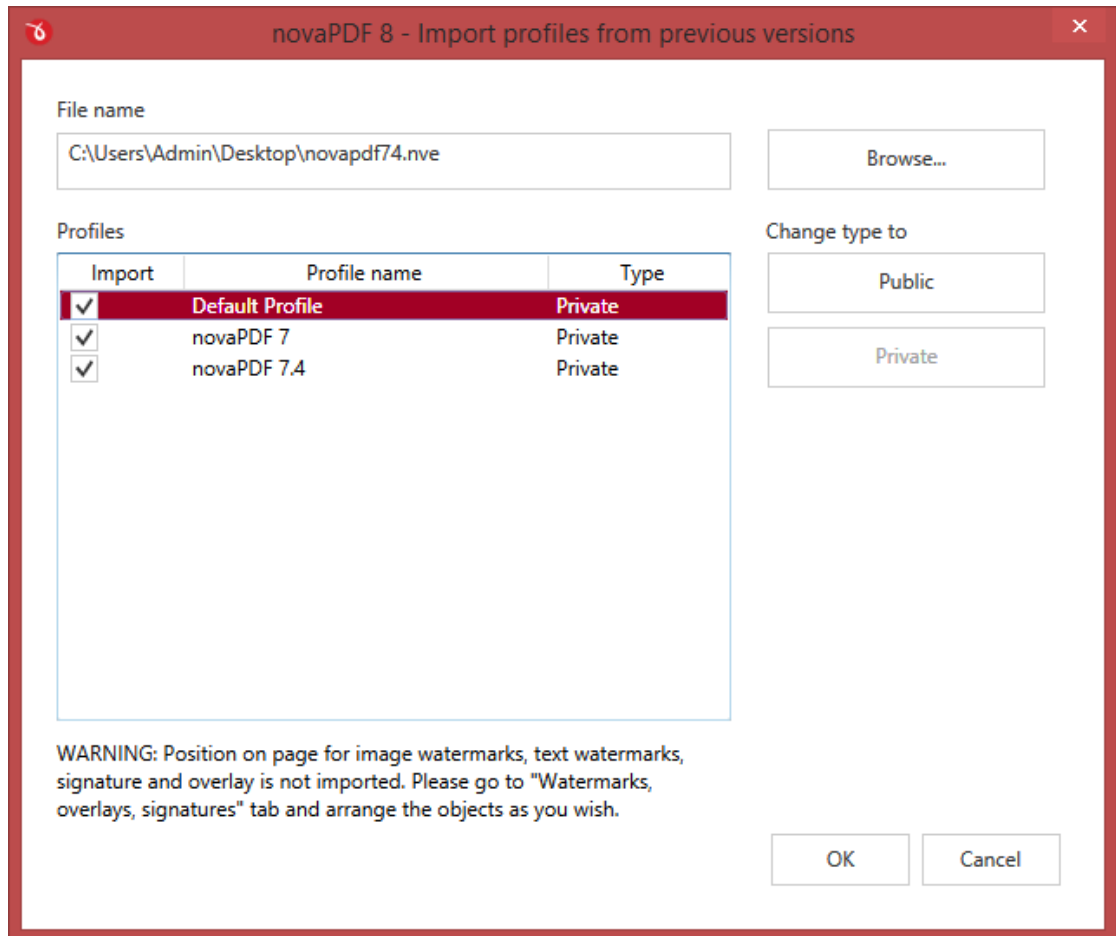 novaPDF 8 - Import profiles from previous versions
File name
C:\Users\Admin\Desktop\novapdf74.nve
Browse...
Profiles
Change type to
Import Profile name Type
Public
Default Profile Private
novaPDF 7 Private
Private
novaPDF 7.4 Private
WARNING: Position on page for image watermarks, text watermarks,
signature and overlay is not imported. Please go to "Watermarks,
overlays, signatures" tab and arrange the objects as you wish.
OK Cancel